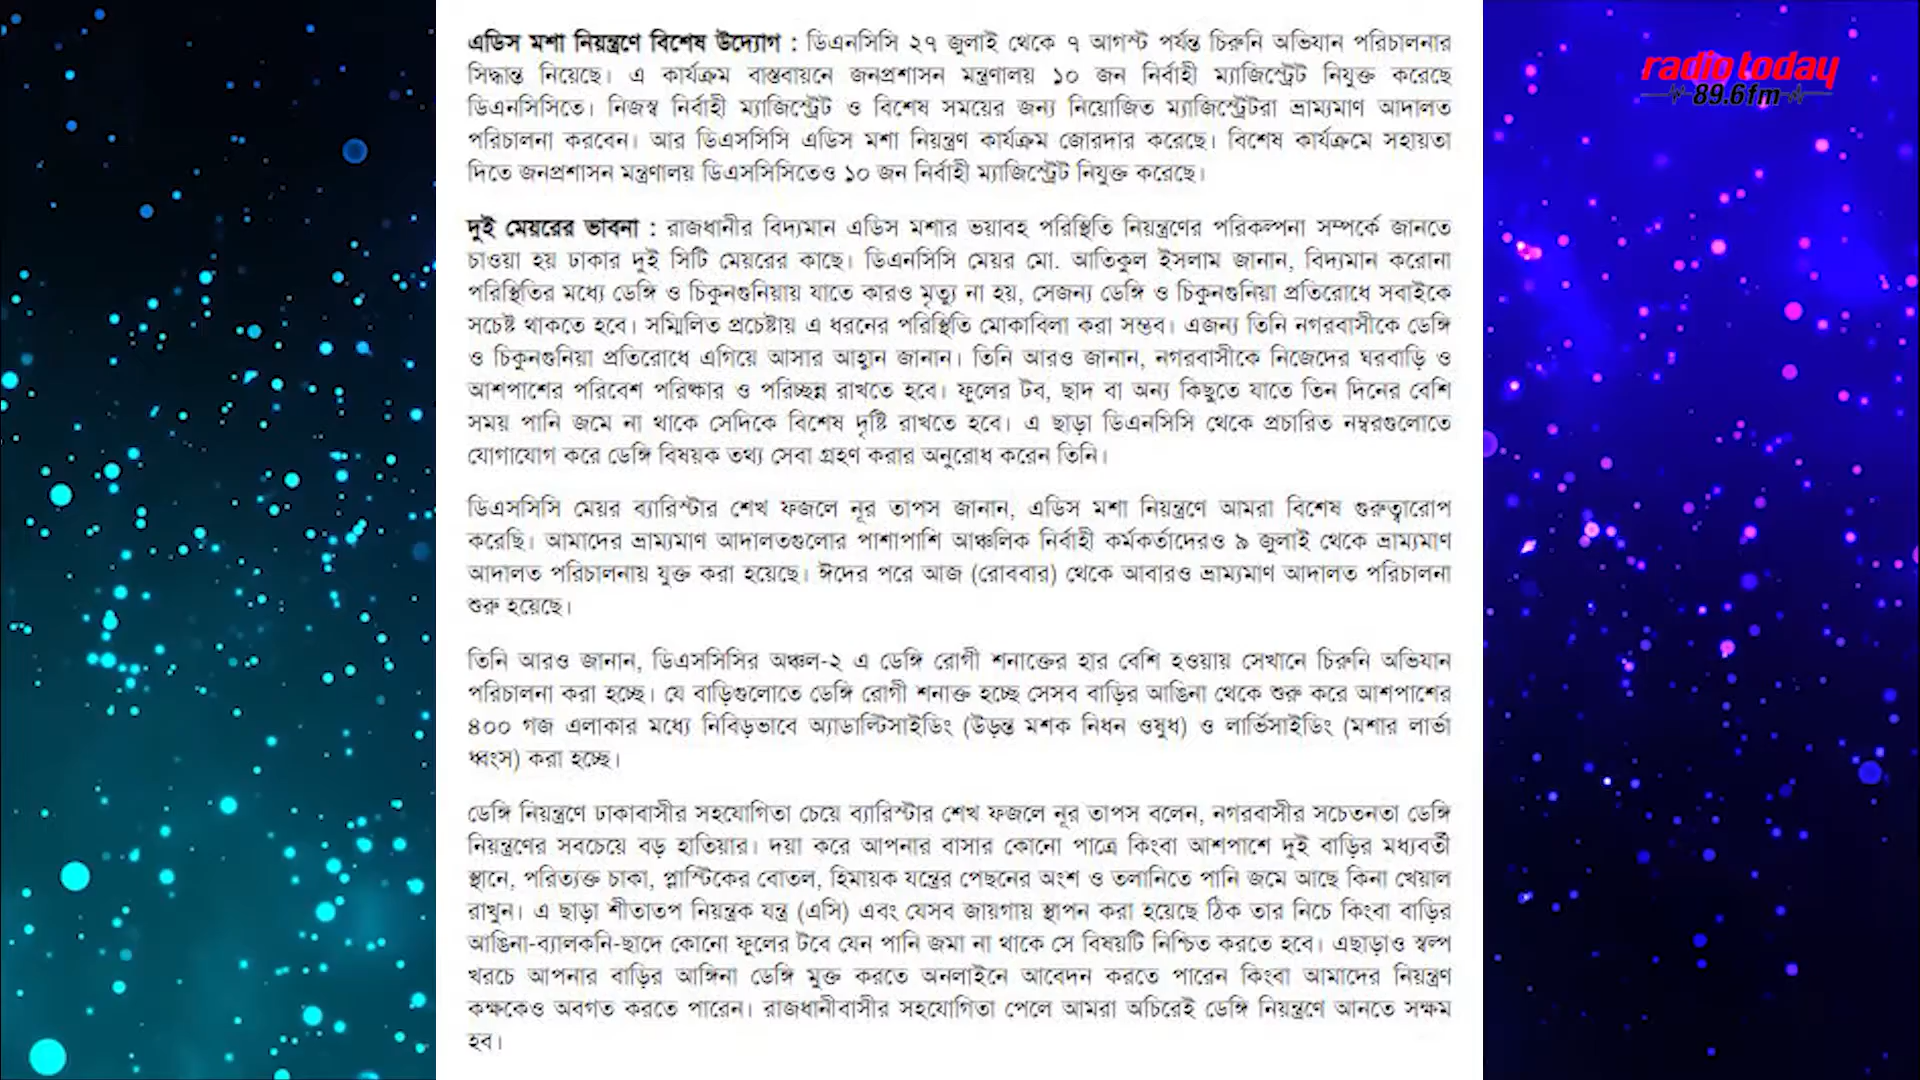 এডিস মশা নিয়ন্ত্রণে বিশেষ উদ্যোগ : ডিএনসিসি ২৭ জুলাই থেকে ৭ আগস্ট পর্যন্ত চিরুনি অভিযান পরিচালনার
সিদ্ধান্ত নিয়েছে। এ কার্যক্রম বাস্তবায়নে জনপ্রশাসন মন্ত্রণালয় ১০ জন নির্বাহী ম্যাজিস্ট্রেট নিযুক্ত করেছে
ডিএনসিসিতে। নিজস্ব নির্বাহী ম্যাজিস্ট্রেট ও বিশেষ সময়ের জন্য নিয়োজিত ম্যাজিস্ট্রেটরা ভ্রাম্যমাণ আদালত
পরিচালনা করবেন। আর ডিএসসিসি এডিস মশা নিয়ন্ত্রণ কার্যক্রম জোরদার করেছে। বিশেষ কার্যক্রমে সহায়তা
দিতে জনপ্রশাসন মন্ত্রণালয় ডিএসসিসিতেও ১০ জন নির্বাহী ম্যাজিস্ট্রেট নিযুক্ত করেছে।
দুই মেয়রের ভাবনা : রাজধানীর বিদ্যমান এডিস মশার ভয়াবহ পরিস্থিতি নিয়ন্ত্রণের পরিকল্পনা সম্পর্কে জানতে
চাওয়া হয় ঢাকার দুই সিটি মেয়রের কাছে। ডিএনসিসি মেয়র মো. আতিকুল ইসলাম জানান, বিদ্যমান করোনা
পরিস্থিতির মধ্যে ডেঙ্গি ও চিকুনগুনিয়ায় যাতে কারও মৃত্যু না হয়, সেজন্য ডেঙ্গি ও চিকুনগুনিয়া প্রতিরোধে সবাইকে
সচেষ্ট থাকতে হবে। সম্মিলিত প্রচেষ্টায় এ ধরনের পরিস্থিতি মোকাবিলা করা সম্ভব। এজন্য তিনি নগরবাসীকে ডেঙ্গি
ও চিকুনগুনিয়া প্রতিরোধে এগিয়ে আসার আহ্বান জানান। তিনি আরও জানান, নগরবাসীকে নিজেদের ঘরবাড়ি ও
আশপাশের পরিবেশ পরিষ্কার ও পরিচ্ছন্ন রাখতে হবে। ফুলের টব, ছাদ বা অন্য কিছুতে যাতে তিন দিনের বেশি
সময় পানি জমে না থাকে সেদিকে বিশেষ দৃষ্টি রাখতে হবে। এ ছাড়া ডিএনসিসি থেকে প্রচারিত নম্বরগুলোতে
যোগাযোগ করে ডেঙ্গি বিষয়ক তথ্য সেবা গ্রহণ করার অনুরোধ করেন তিনি।
ডিএসসিসি মেয়র ব্যারিস্টার শেখ ফজলে নূর তাপস জানান, এডিস মশা নিয়ন্ত্রণে আমরা বিশেষ গুরুত্বারোপ
করেছি। আমাদের ভ্রাম্যমাণ আদালতগুলোর পাশাপাশি আঞ্চলিক নির্বাহী কর্মকর্তাদেরও ৯ জুলাই থেকে ভ্রাম্যমাণ
আদালত পরিচালনায় যুক্ত করা হয়েছে। ঈদের পরে আজ (রোববার) থেকে আবারও ভ্রাম্যমাণ আদালত পরিচালনা
শুরু হয়েছে।
তিনি আরও জানান, ডিএসসিসির অঞ্চল-২ এ ডেঙ্গি রোগী শনাক্তের হার বেশি হওয়ায় সেখানে চিরুনি অভিযান
পরিচালনা করা হচ্ছে। যে বাড়িগুলোতে ডেঙ্গি রোগী শনাক্ত হচ্ছে সেসব বাড়ির আঙিনা থেকে শুরু করে আশপাশের
৪০০ গজ এলাকার মধ্যে নিবিড়ভাবে অ্যাডাল্টিসাইডিং (উড়ন্ত মশক নিধন ওষুধ) ও লার্ভিসাইডিং (মশার লার্ভা
ধ্বংস) করা হচ্ছে।
ডেঙ্গি নিয়ন্ত্রণে ঢাকাবাসীর সহযোগিতা চেয়ে ব্যারিস্টার শেখ ফজলে নূর তাপস বলেন, নগরবাসীর সচেতনতা ডেঙ্গি
নিয়ন্ত্রণের সবচেয়ে বড় হাতিয়ার। দয়া করে আপনার বাসার কোনো পাত্রে কিংবা আশপাশে দুই বাড়ির মধ্যবর্তী
স্থানে, পরিত্যক্ত চাকা, প্লাস্টিকের বোতল, হিমায়ক যন্ত্রের পেছনের অংশ ও তলানিতে পানি জমে আছে কিনা খেয়াল
রাখুন। এ ছাড়া শীতাতপ নিয়ন্ত্রক যন্ত্র (এসি) এবং যেসব জায়গায় স্থাপন করা হয়েছে ঠিক তার নিচে কিংবা বাড়ির
আঙিনা-ব্যালকনি-ছাদে কোনো ফুলের টবে যেন পানি জমা না থাকে সে বিষয়টি নিশ্চিত করতে হবে। এছাড়াও স্বল্প
খরচে আপনার বাড়ির আঙ্গিনা ডেঙ্গি মুক্ত করতে অনলাইনে আবেদন করতে পারেন কিংবা আমাদের নিয়ন্ত্রণ
কক্ষকেও অবগত করতে পারেন। রাজধানীবাসীর সহযোগিতা পেলে আমরা অচিরেই ডেঙ্গি নিয়ন্ত্রণে আনতে সক্ষম
হব।
radio today
89.6fm